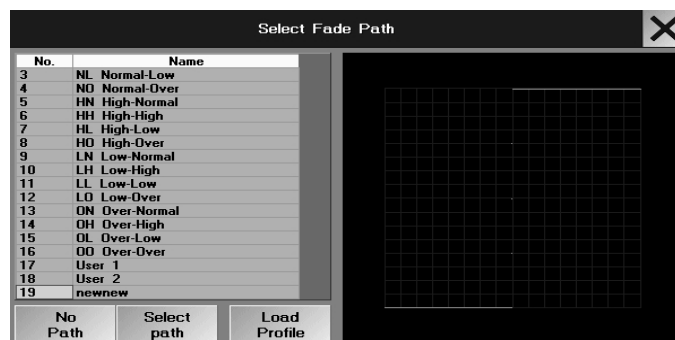 Select Fade Path
No. Name
3 NL Normal-Low
4 NO Normal-Over
5 HN High-Normal
6 HH High-High
7 HL High-Low
8 HO High-Over
9 LN Low-Normal
10 LH Low-High
11 LL Low-Low
12 LO Low-Over
13 ON Over-Normal
14 OH Over-High
15 OL Over-Low
16 OO Over-Over
17 User 1
18 User 2
19 newnew
No Path
Select path
Load Profile